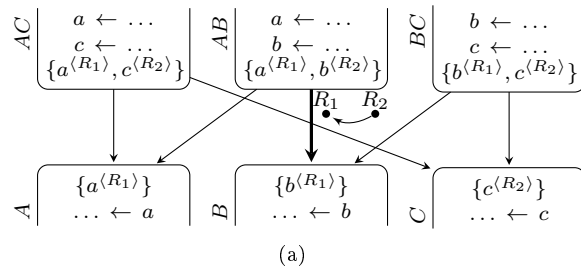 AC
a ← ...
c ← ...
{a^⟨R₁⟩, c^⟨R₂⟩}
AB
a ← ...
b ← ...
{a^⟨R₁⟩, b^⟨R₂⟩}
BC
b ← ...
c ← ...
{b^⟨R₁⟩, c^⟨R₂⟩}
R₁ R₂
A
{a^⟨R₁⟩}
... ← a
B
{b^⟨R₁⟩}
... ← b
C
{c^⟨R₂⟩}
... ← c
(a)